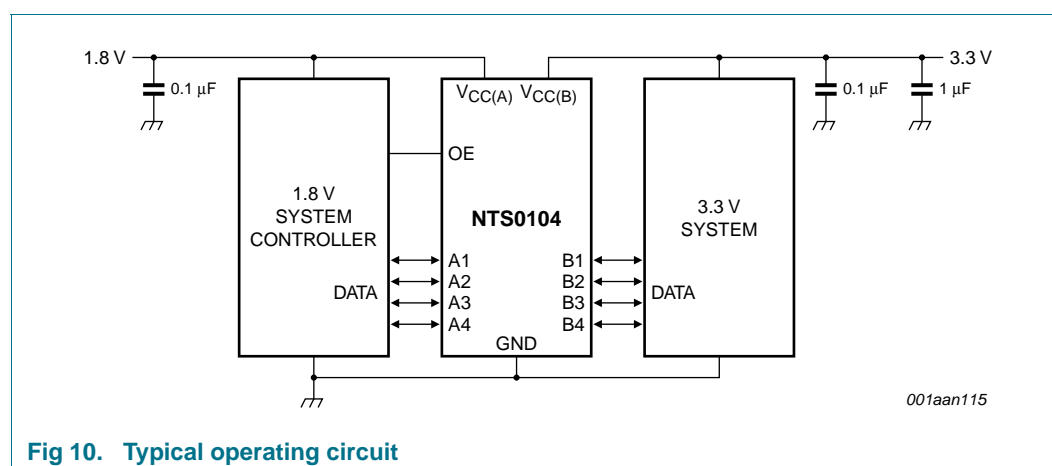 1.8 V
3.3 V
0.1 μF
VCC(A) VCC(B)
0.1 μF
1 μF
OE
1.8 V
SYSTEM
CONTROLLER
NTS0104
3.3 V
SYSTEM
A1
B1
A2
B2
DATA
DATA
A3
B3
A4
B4
GND
001aan115
Fig 10. Typical operating circuit